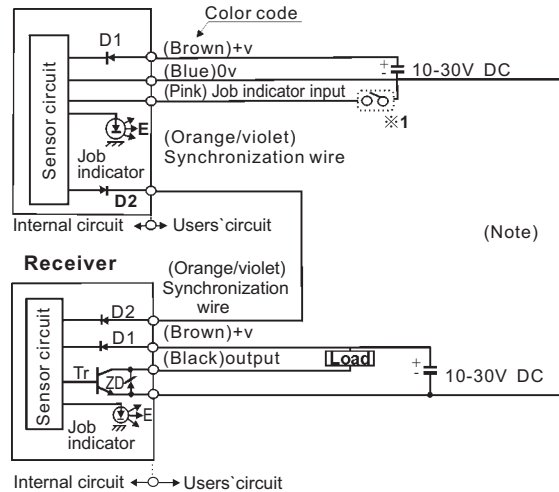 Color code
D1
(Brown)+v
+
(Blue)0v
-
10-30V DC
(Pink) Job indicator input
Sensor circuit
E
※1
(Orange/violet)
Synchronization wire
Job
indicator
D2
Internal circuit
Users`circuit
(Note)
Receiver
(Orange/violet)
Synchronization
wire
D2
D1
(Brown)+v
(Black)output
Load
+
-
10-30V DC
Sensor circuit
Tr
ZD
E
Job
indicator
Internal circuit
Users`circuit